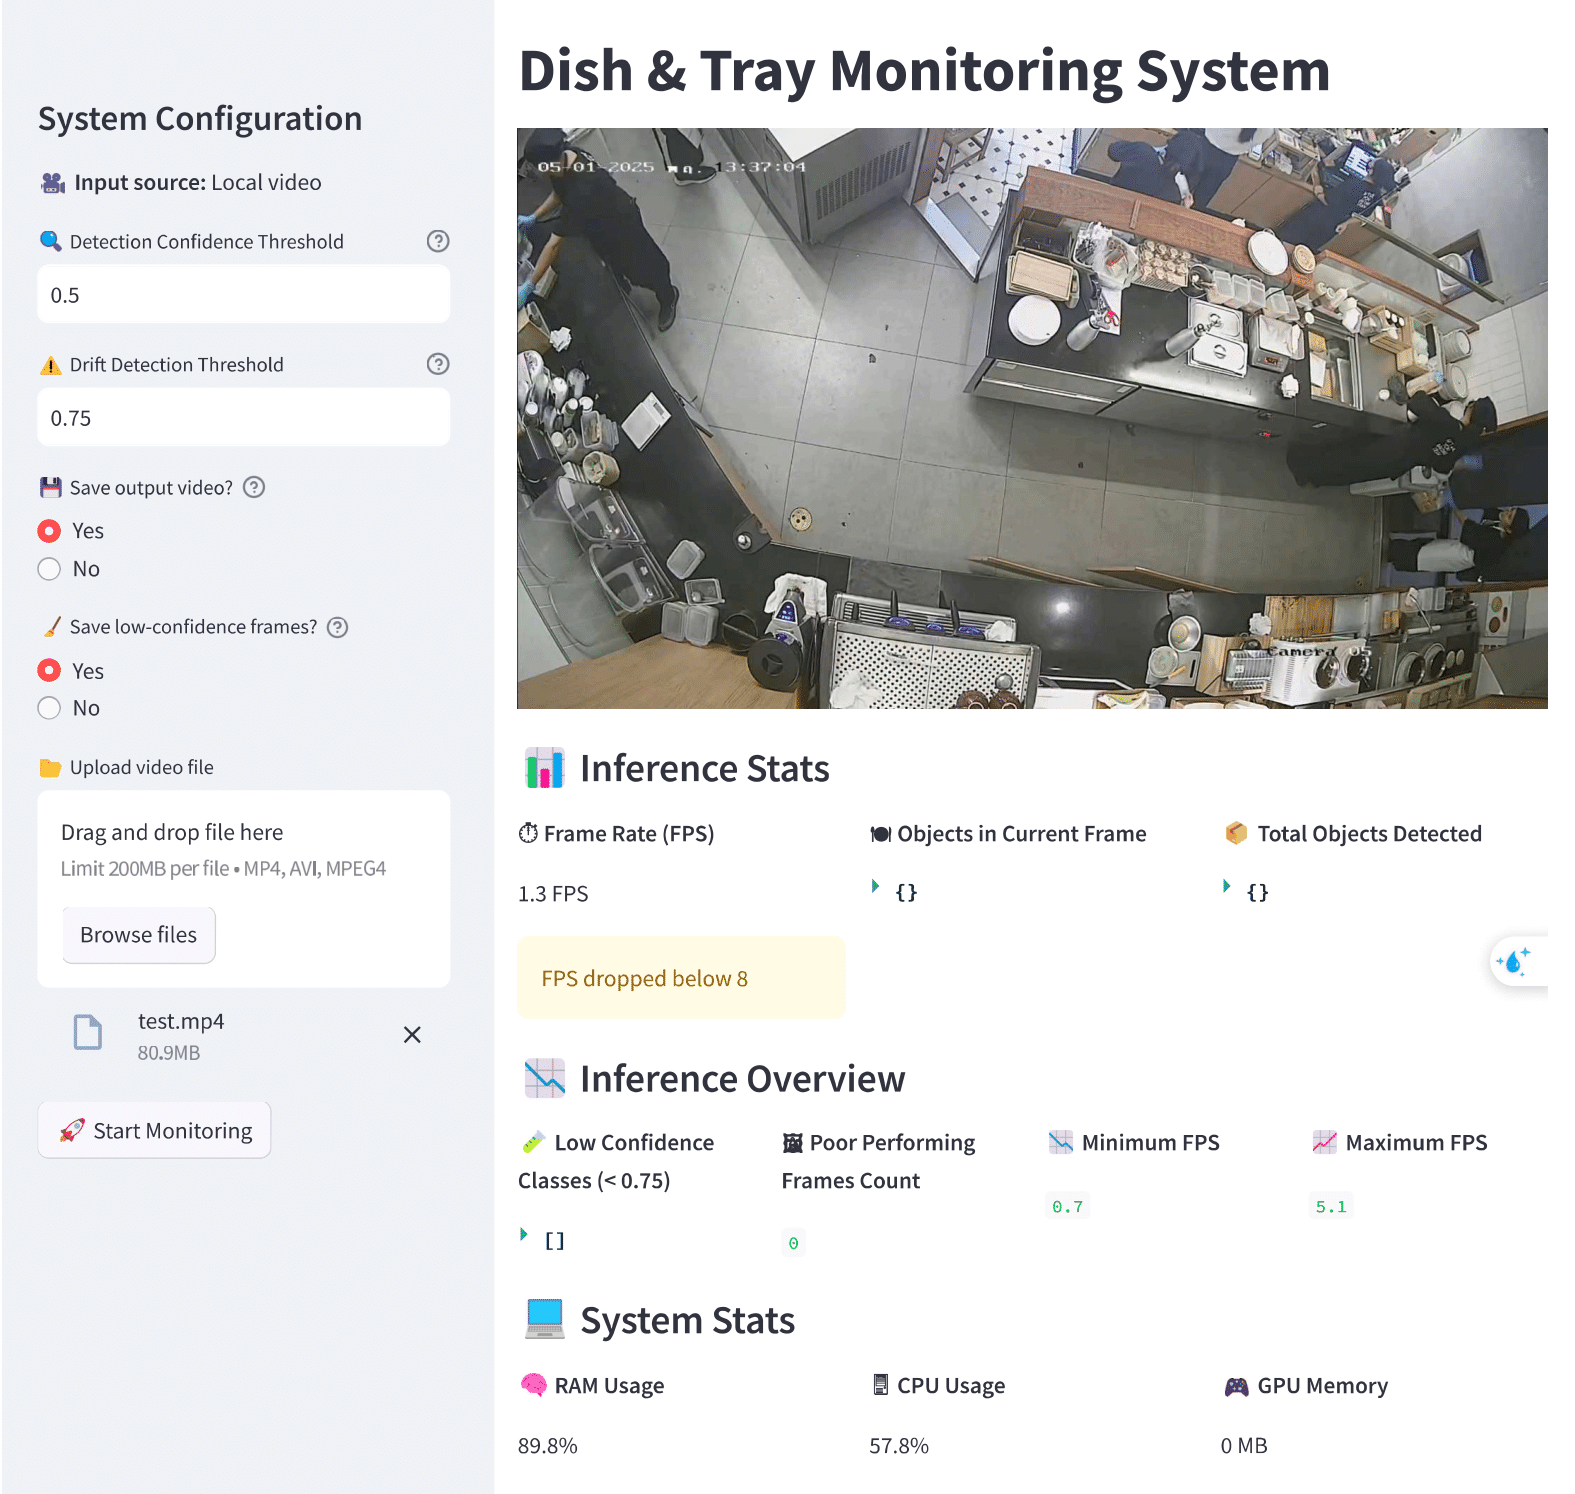 System Configuration
Input source: Local video
Detection Confidence Threshold
0.5
Drift Detection Threshold
0.75
Save output video?
Yes
No
Save low-confidence frames?
Yes
No
Upload video file
Drag and drop file here
Limit 200MB per file • MP4, AVI, MPEG4
Browse files
test.mp4
80.9MB
Start Monitoring
Dish & Tray Monitoring System
05-01-2025 พฤ. 13:37:04
Camera 05
Inference Stats
Frame Rate (FPS)
1.3 FPS
FPS dropped below 8
Objects in Current Frame
{}
Total Objects Detected
{}
Inference Overview
Low Confidence
Classes (< 0.75)
[]
Poor Performing
Frames Count
0
Minimum FPS
0.7
Maximum FPS
5.1
System Stats
RAM Usage
89.8%
CPU Usage
57.8%
GPU Memory
0 MB